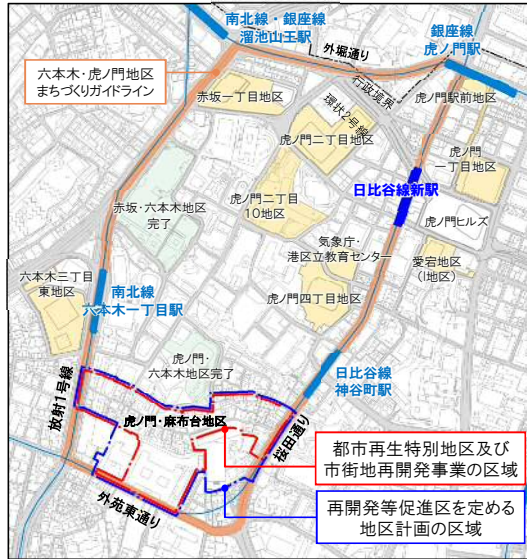 南北線・銀座線
溜池山王駅
外堀通り
銀座線
虎ノ門駅
六本木・虎ノ門地区
まちづくりガイドライン
赤坂一丁目地区
環状2号線
行政境界
虎ノ門駅前地区
虎ノ門二丁目地区
虎ノ門
一丁目地区
虎ノ門二丁目
10地区
日比谷線新駅
赤坂・六本木地区
完了
虎ノ門ヒルズ
気象庁・
港区立教育センター
愛宕地区
(I地区)
六本木三丁目
東地区
南北線
六本木一丁目駅
虎ノ門四丁目地区
虎ノ門・
六本木地区完了
日比谷線
神谷町駅
放射1号線
虎ノ門・麻布台地区
桜田通り
都市再生特別地区及び
市街地再開発事業の区域
外苑東通り
再開発等促進区を定める
地区計画の区域